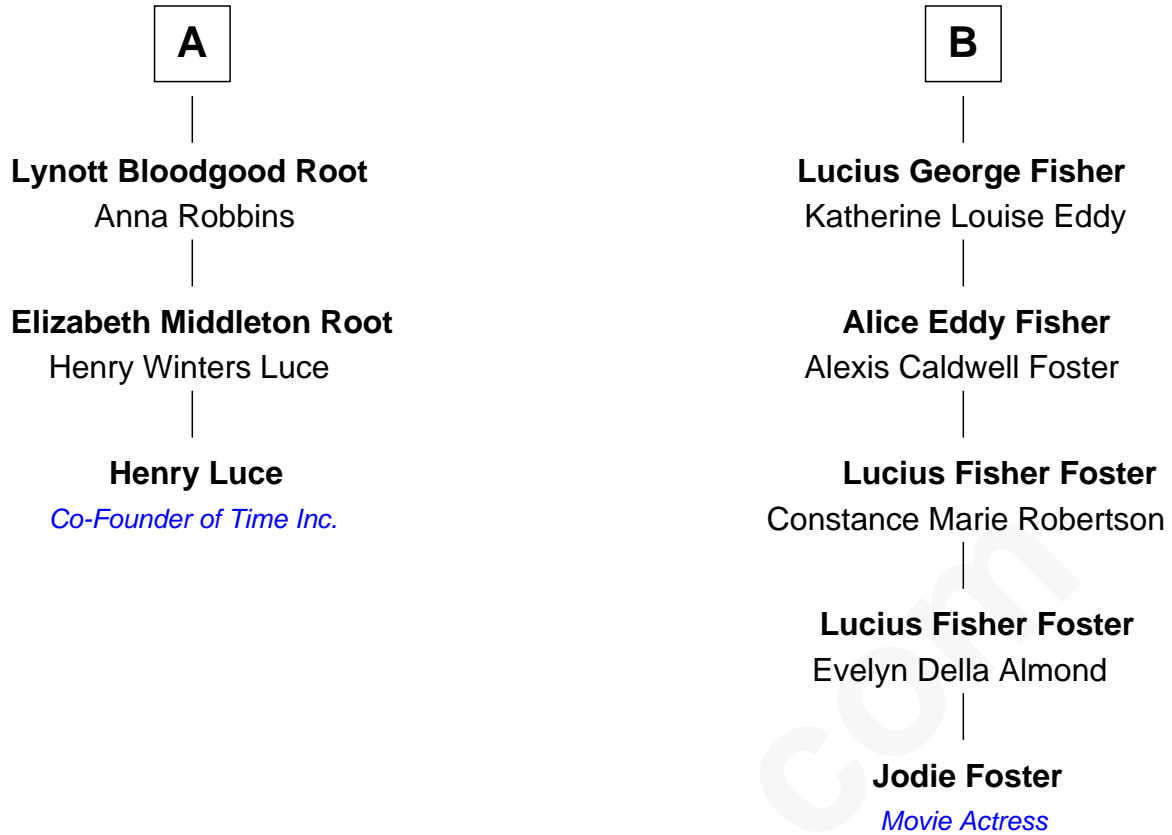 A
Lynott Bloodgood Root
Anna Robbins
Elizabeth Middleton Root
Henry Winters Luce
Henry Luce
Co-Founder of Time Inc.
B
Lucius George Fisher
Katherine Louise Eddy
Alice Eddy Fisher
Alexis Caldwell Foster
Lucius Fisher Foster
Constance Marie Robertson
Lucius Fisher Foster
Evelyn Della Almond
Jodie Foster
Movie Actress
com